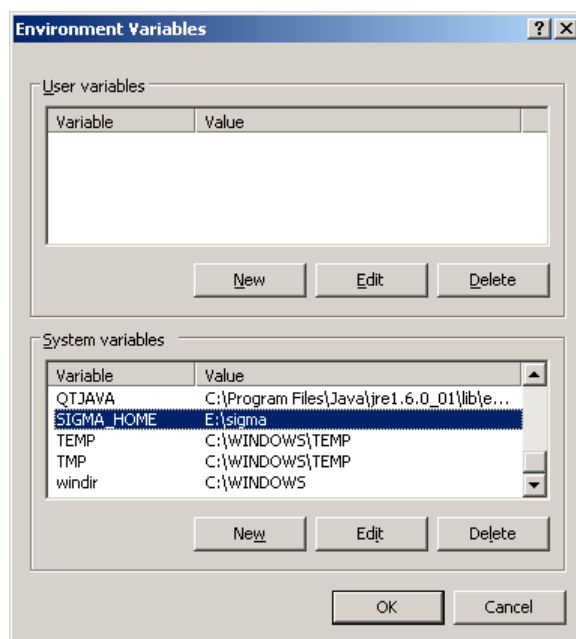 Environment Variables
User variables
Variable Value
New Edit Delete
System variables
Variable Value
QTJAVA C:\Program Files\Java\jre1.6.0_01\lib\e...
SIGMA_HOME E:\sigma
TEMP C:\WINDOWS\TEMP
TMP C:\WINDOWS\TEMP
windir C:\WINDOWS
New Edit Delete
OK Cancel